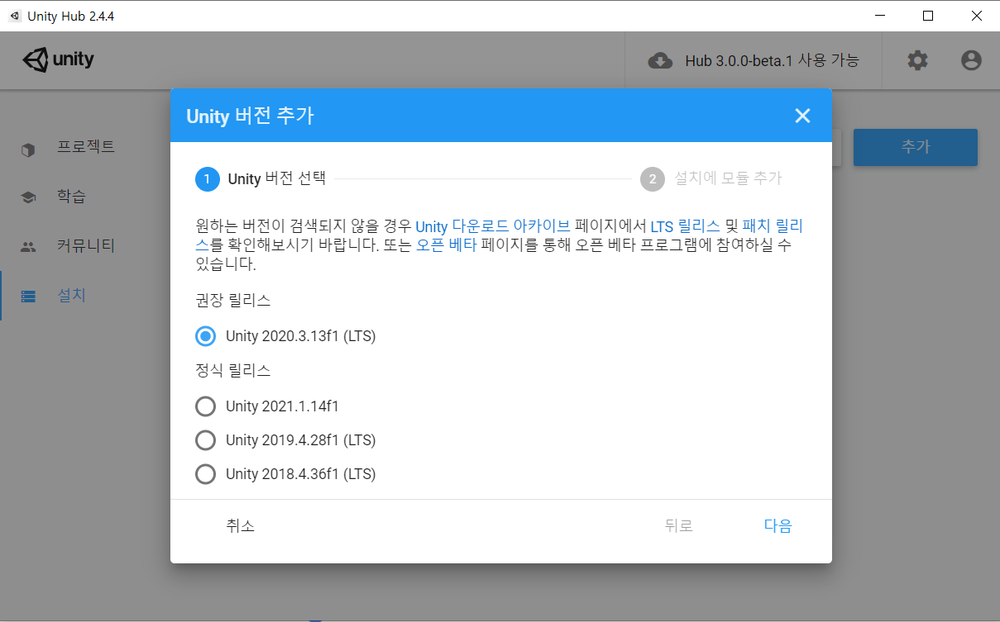 Unity Hub 2.4.4
unity
Hub 3.0.0-beta.1 사용 가능
Unity 버전 추가
프로젝트
추가
1 Unity 버전 선택
2 설치에 모듈 추가
학습
원하는 버전이 검색되지 않을 경우 Unity 다운로드 아카이브 페이지에서 LTS 릴리스 및 패치 릴리
스를 확인해보시기 바랍니다. 또는 오픈 베타 페이지를 통해 오픈 베타 프로그램에 참여하실 수
있습니다.
커뮤니티
설치
권장 릴리스
Unity 2020.3.13f1 (LTS)
정식 릴리스
Unity 2021.1.14f1
Unity 2019.4.28f1 (LTS)
Unity 2018.4.36f1 (LTS)
취소
뒤로
다음